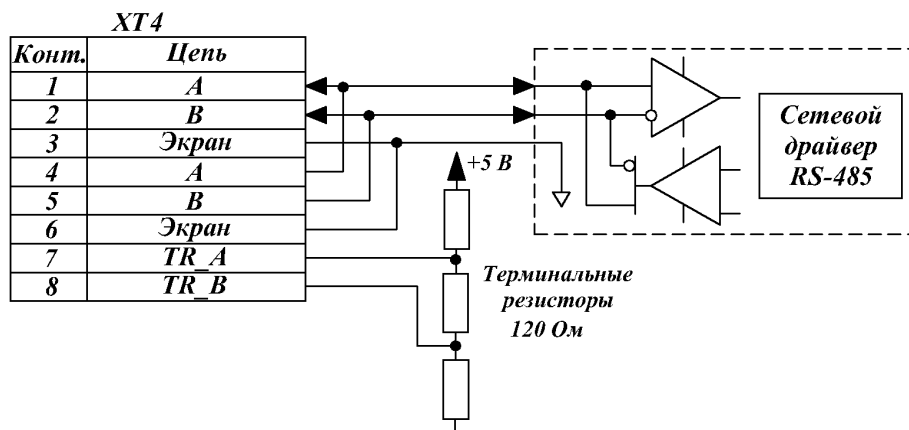 XT4
Конт. Цепь
1 A
2 B
3 Экран
4 A
5 B
6 Экран
7 TR_A
8 TR_B
+5 В
Терминальные
резисторы
120 Ом
Сетевой
драйвер
RS-485